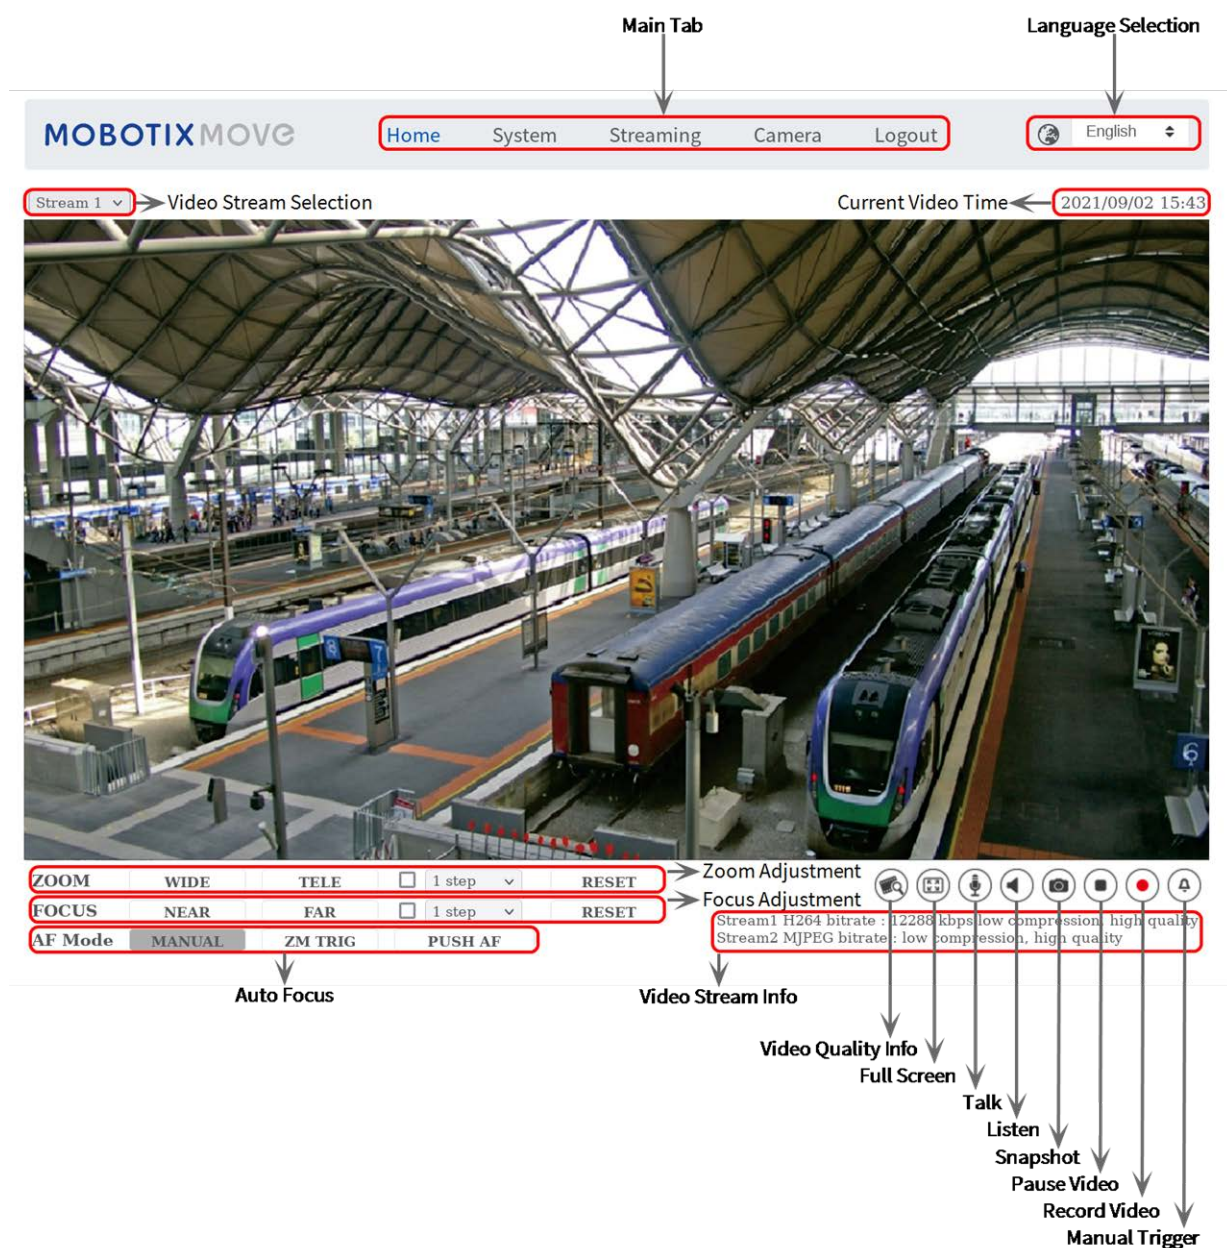 Main Tab
Language Selection
MOBOTIX MOVE
Home System Streaming Camera Logout
English
Stream 1
Video Stream Selection
Current Video Time
2021/09/02 15:43
6
1116
ZOOM WIDE TELE 1 step RESET
Zoom Adjustment
FOCUS NEAR FAR 1 step RESET
Focus Adjustment
AF Mode MANUAL ZM TRIG PUSH AF
Stream1 H264 bitrate : 12288 kbps low compression, high quality
Stream2 MJPEG bitrate : low compression, high quality
Auto Focus
Video Stream Info
Video Quality Info
Full Screen
Talk
Listen
Snapshot
Pause Video
Record Video
Manual Trigger